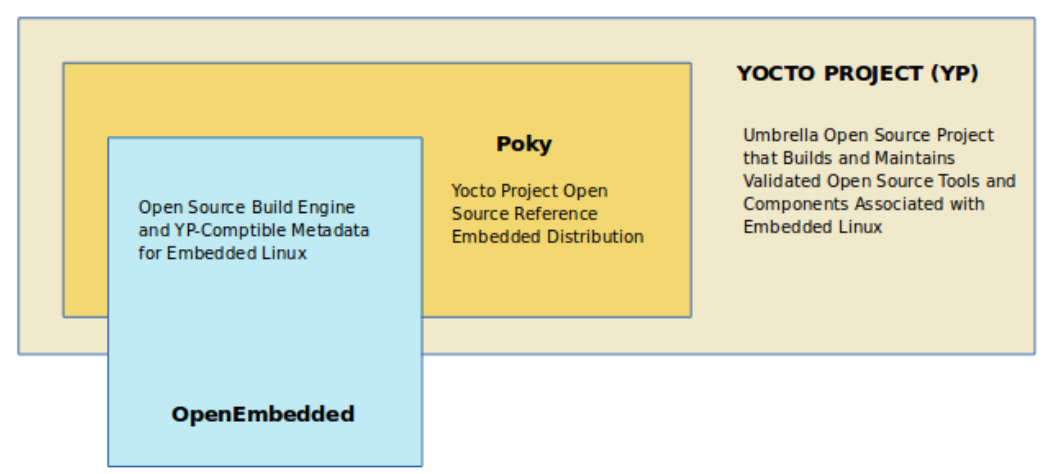 YOCTO PROJECT (YP)
Umbrella Open Source Project
that Builds and Maintains
Validated Open Source Tools and
Components Associated with
Embedded Linux
Poky
Yocto Project Open
Source Reference
Embedded Distribution
Open Source Build Engine
and YP-Comptible Metadata
for Embedded Linux
OpenEmbedded